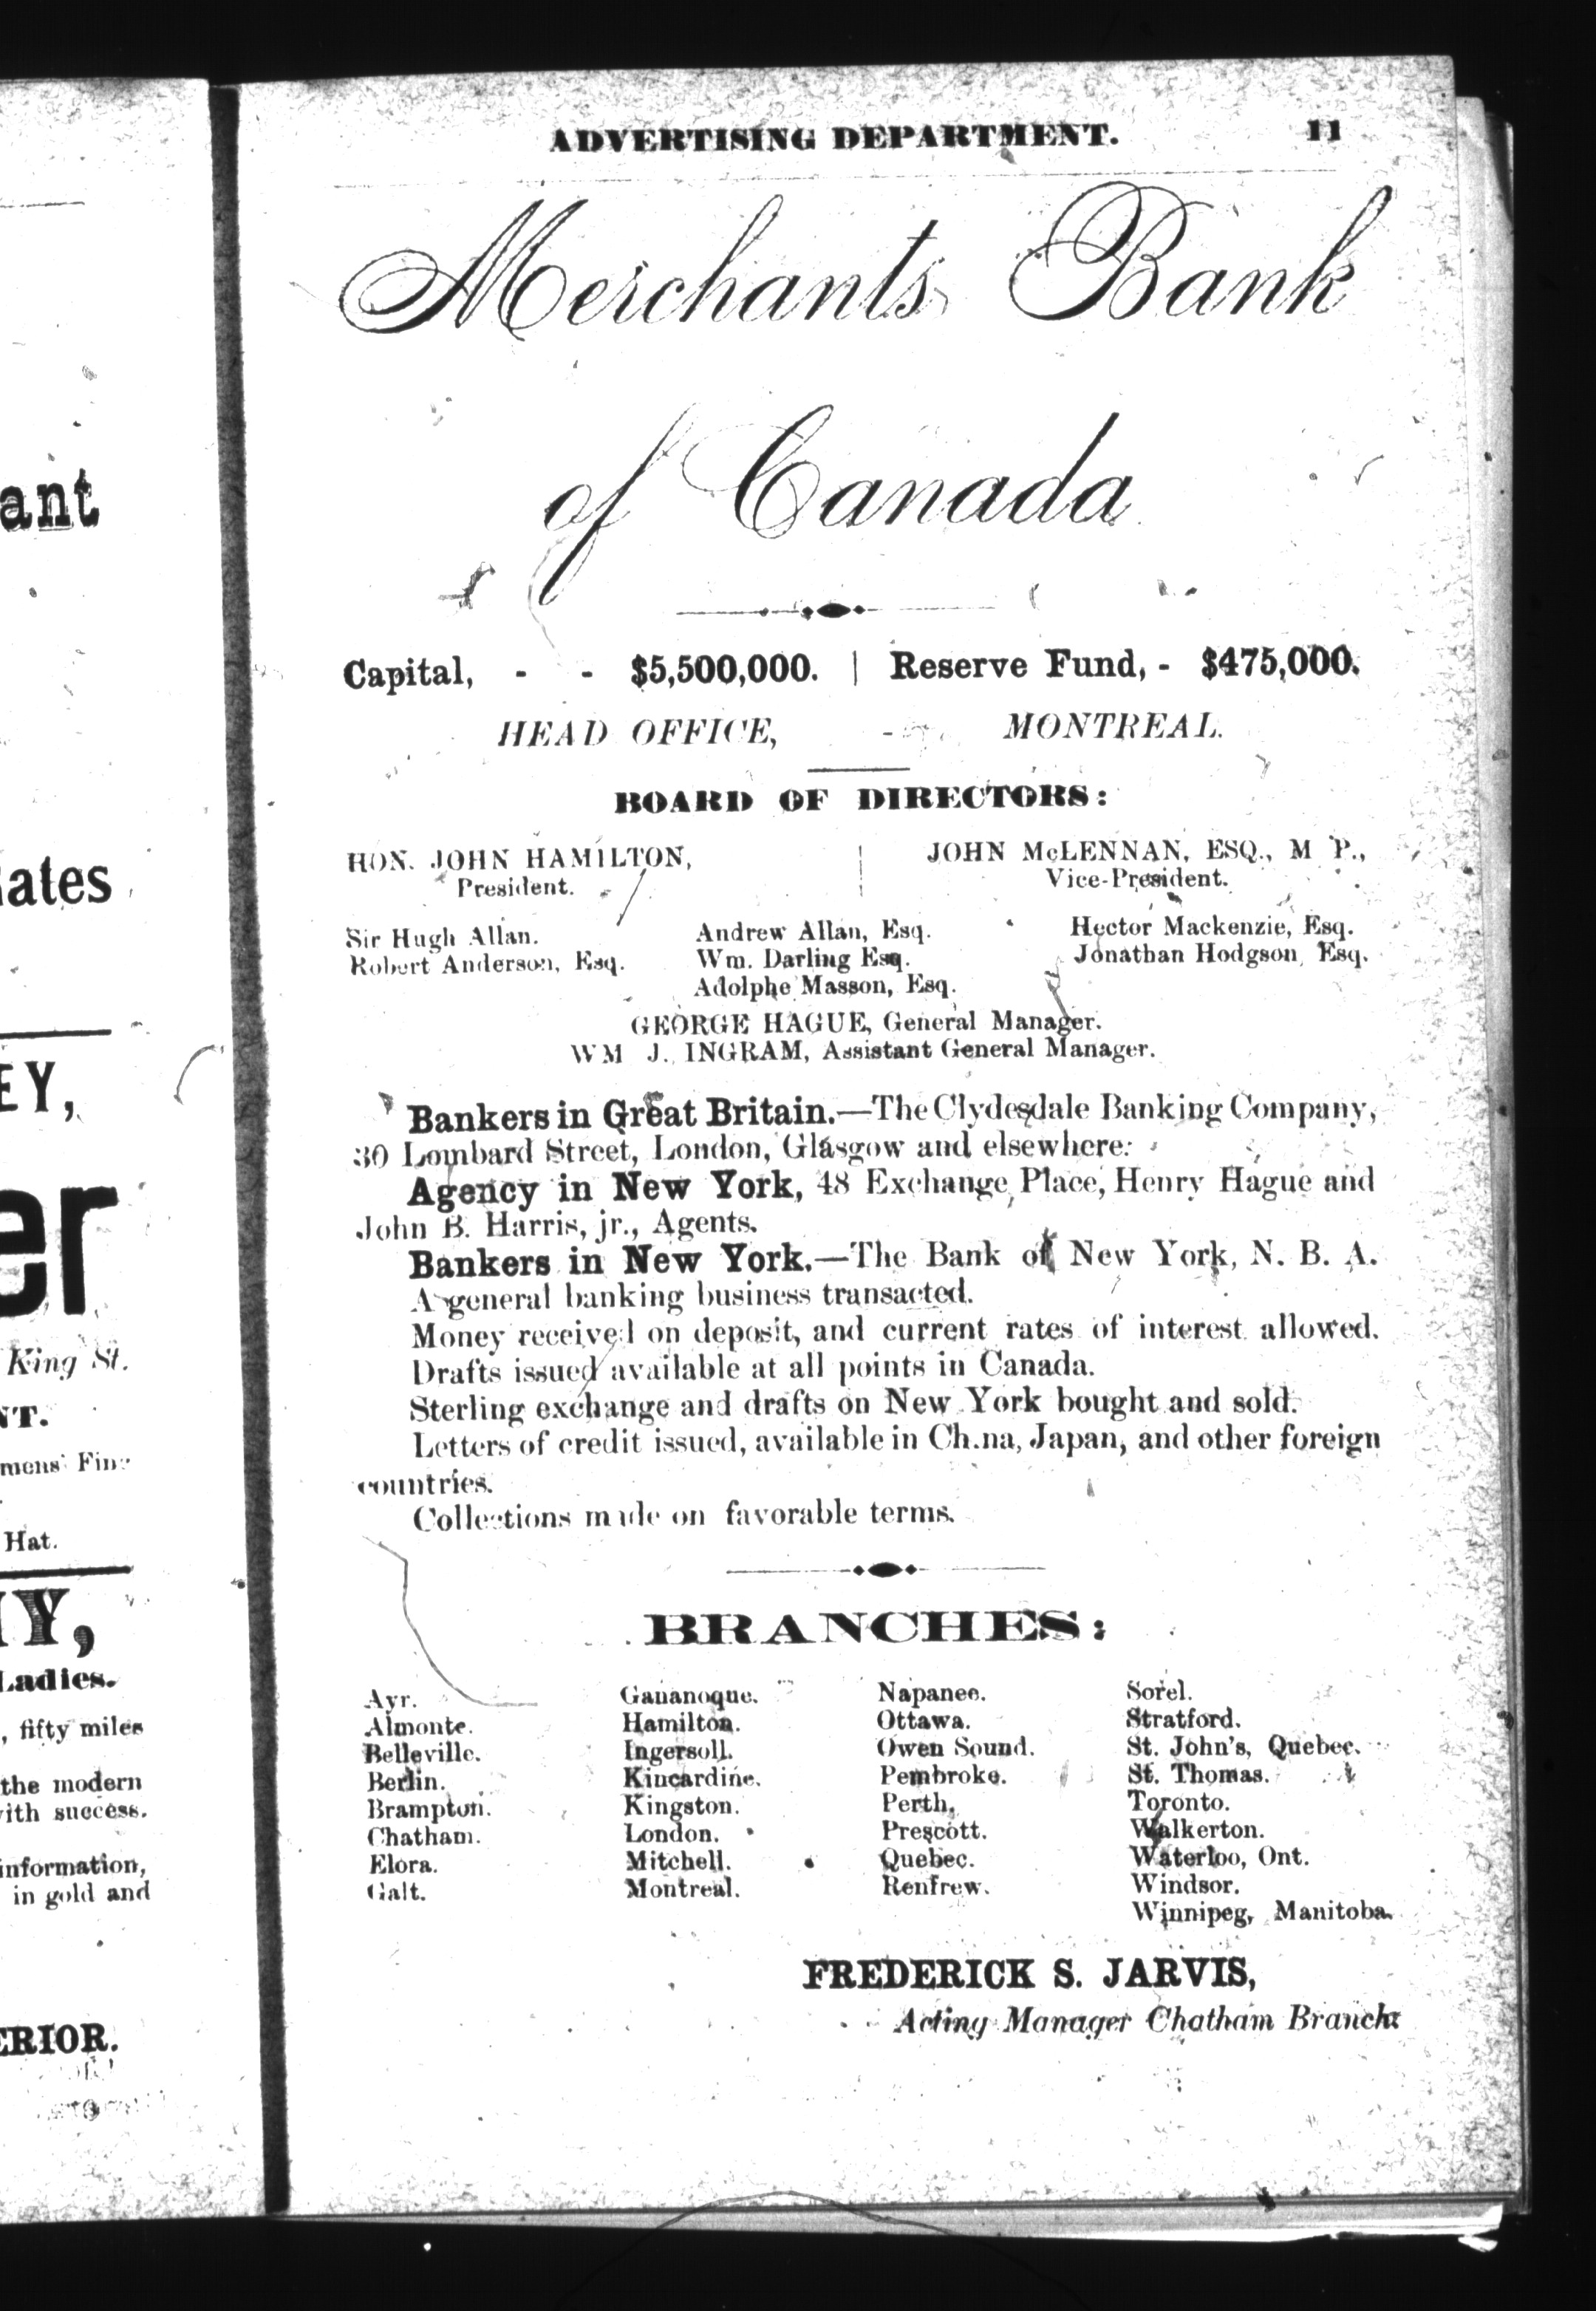 ant
ates
EY,
er
King St.
NT.
mens' Fine
Hat.
Y,
Ladies.
, fifty miles
the modern
with success.
information,
in gold and
ERIOR.
ADVERTISING DEPARTMENT. 11
Merchants Bank
of Canada
Capital, - - $5,500,000. | Reserve Fund, - $475,000.
HEAD OFFICE, - MONTREAL.
BOARD OF DIRECTORS:
HON. JOHN HAMILTON, JOHN McLENNAN, ESQ., M P.,
President. Vice-President.
Sir Hugh Allan. Andrew Allan, Esq. Hector Mackenzie, Esq.
Robert Anderson, Esq. Wm. Darling Esq. Jonathan Hodgson, Esq.
Adolphe Masson, Esq.
GEORGE HAGUE, General Manager.
WM J. INGRAM, Assistant General Manager.
Bankers in Great Britain.—The Clydesdale Banking Company,
30 Lombard Street, London, Glasgow and elsewhere.
Agency in New York, 48 Exchange Place, Henry Hague and
John B. Harris, jr., Agents.
Bankers in New York.—The Bank of New York, N. B. A.
A general banking business transacted.
Money received on deposit, and current rates of interest allowed.
Drafts issued available at all points in Canada.
Sterling exchange and drafts on New York bought and sold.
Letters of credit issued, available in China, Japan, and other foreign
countries.
Collections made on favorable terms.
BRANCHES:
Ayr. Gananoque. Napanee. Sorel.
Almonte. Hamilton. Ottawa. Stratford.
Belleville. Ingersoll. Owen Sound. St. John's, Quebec.
Berlin. Kincardine. Pembroke. St. Thomas.
Brampton. Kingston. Perth. Toronto.
Chatham. London. Prescott. Walkerton.
Elora. Mitchell. Quebec. Waterloo, Ont.
Galt. Montreal. Renfrew. Windsor.
Winnipeg, Manitoba.
FREDERICK S. JARVIS,
Acting Manager Chatham Branch.